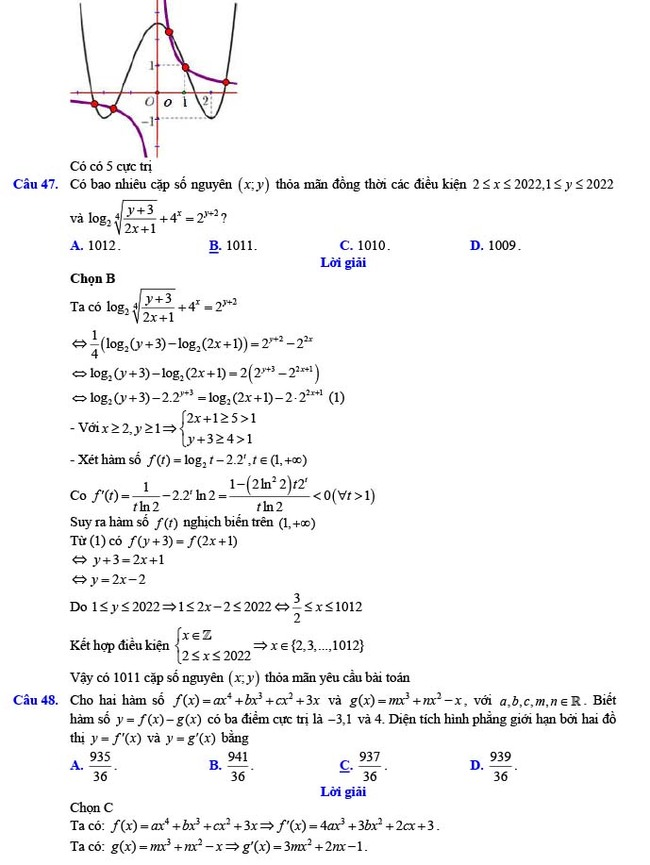 1
O 0 1 2
−1
Có có 5 cực trị
Câu 47. Có bao nhiêu cặp số nguyên (x;y) thỏa mãn đồng thời các điều kiện 2 ≤ x ≤ 2022, 1 ≤ y ≤ 2022
và log₂ ⁴√((y+3)/(2x+1)) + 4ˣ = 2ʸ⁺² ?
A. 1012. B. 1011. C. 1010. D. 1009.
Lời giải
Chọn B
Ta có log₂ ⁴√((y+3)/(2x+1)) + 4ˣ = 2ʸ⁺²
⇔ 1/4 (log₂(y+3) − log₂(2x+1)) = 2ʸ⁺² − 2²ˣ
⇔ log₂(y+3) − log₂(2x+1) = 2(2ʸ⁺³ − 2²ˣ⁺¹)
⇔ log₂(y+3) − 2.2ʸ⁺³ = log₂(2x+1) − 2·2²ˣ⁺¹ (1)
- Với x ≥ 2, y ≥ 1 ⇒ { 2x+1 ≥ 5 > 1
y+3 ≥ 4 > 1
- Xét hàm số f(t) = log₂ t − 2.2ᵗ, t ∈ (1,+∞)
Co f′(t) = 1/(t ln 2) − 2.2ᵗ ln 2 = (1−(2ln² 2)t2ᵗ)/(t ln 2) < 0 (∀t > 1)
Suy ra hàm số f(t) nghịch biến trên (1,+∞)
Từ (1) có f(y+3) = f(2x+1)
⇔ y+3 = 2x+1
⇔ y = 2x−2
Do 1 ≤ y ≤ 2022 ⇒ 1 ≤ 2x−2 ≤ 2022 ⇔ 3/2 ≤ x ≤ 1012
Kết hợp điều kiện { x ∈ ℤ
2 ≤ x ≤ 2022 ⇒ x ∈ {2,3,...,1012}
Vậy có 1011 cặp số nguyên (x;y) thỏa mãn yêu cầu bài toán
Câu 48. Cho hai hàm số f(x) = ax⁴ + bx³ + cx² + 3x và g(x) = mx³ + nx² − x, với a,b,c,m,n ∈ ℝ. Biết
hàm số y = f(x) − g(x) có ba điểm cực trị là −3,1 và 4. Diện tích hình phẳng giới hạn bởi hai đồ
thị y = f′(x) và y = g′(x) bằng
A. 935/36. B. 941/36. C. 937/36. D. 939/36.
Lời giải
Chọn C
Ta có: f(x) = ax⁴ + bx³ + cx² + 3x ⇒ f′(x) = 4ax³ + 3bx² + 2cx + 3.
Ta có: g(x) = mx³ + nx² − x ⇒ g′(x) = 3mx² + 2nx − 1.